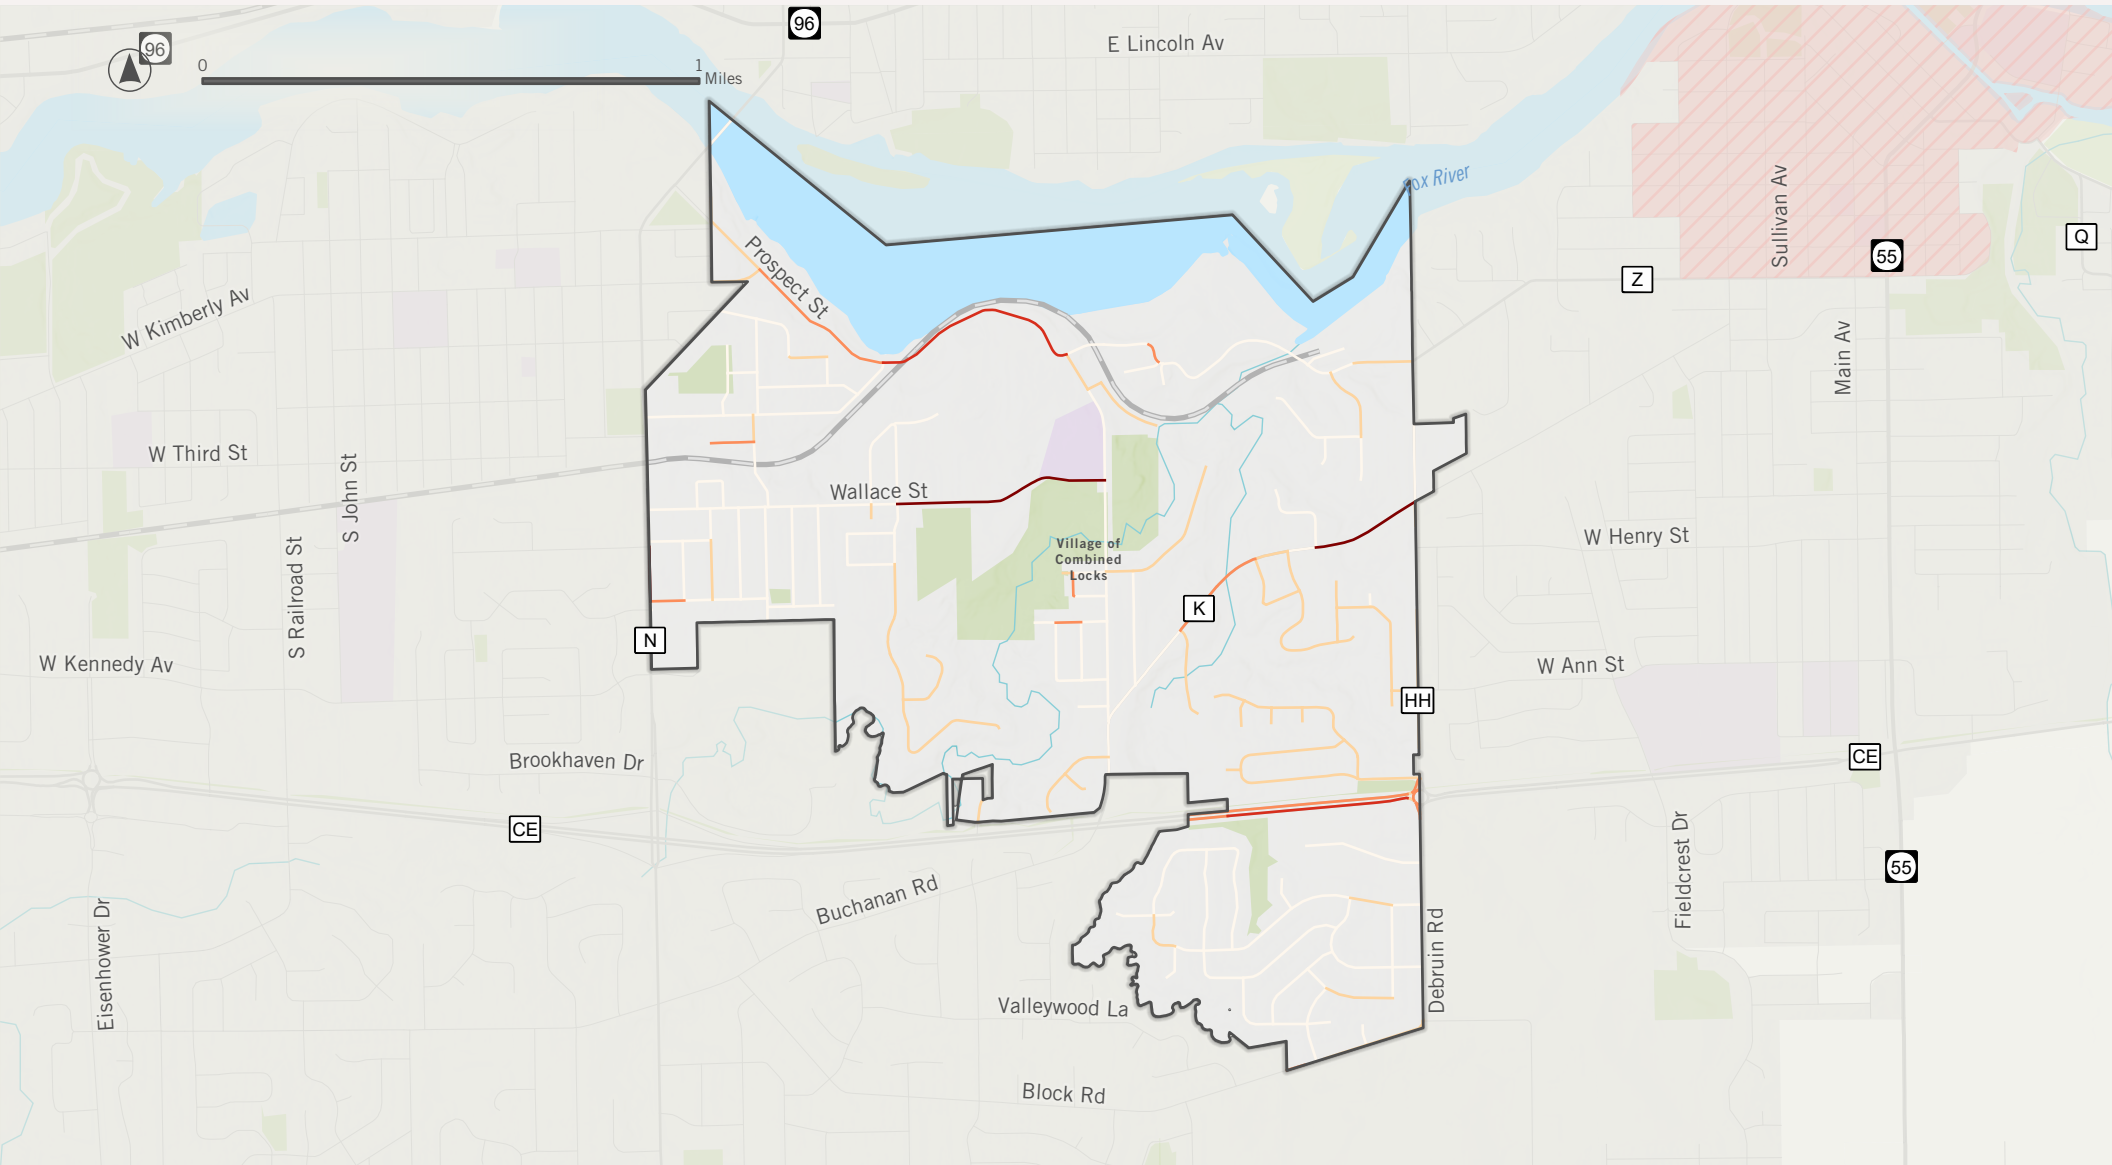 96
96
E Lincoln Av
0
1
Miles
Fox River
Sullivan Av
Q
55
Z
Prospect St
W Kimberly Av
Main Av
W Third St
S John St
Wallace St
W Henry St
Village of
Combined
Locks
S Railroad St
K
N
W Kennedy Av
W Ann St
HH
Brookhaven Dr
CE
CE
55
Fieldcrest Dr
Buchanan Rd
Eisenhower Dr
Debruin Rd
Valleywood La
Block Rd